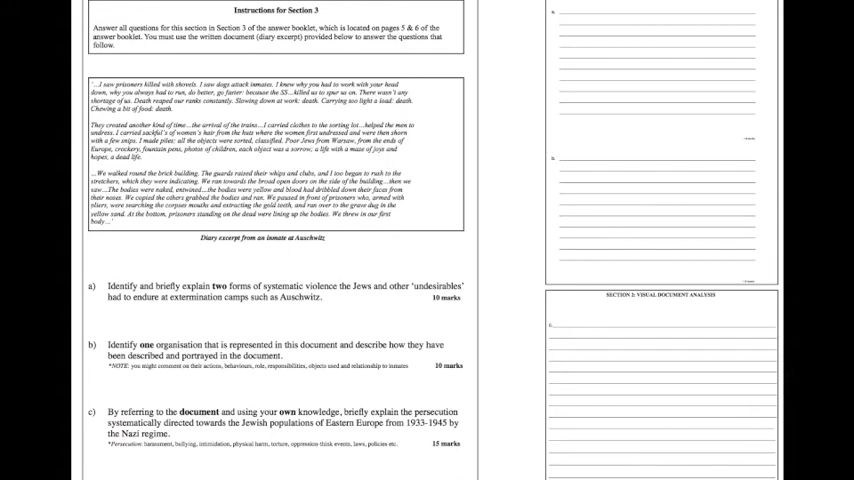 Instructions for Section 3
Answer all questions for this section in Section 3 of the answer booklet, which is located on pages 5 & 6 of the
answer booklet. You must use the written document (diary excerpt) provided below to answer the questions that
follow.
'…I saw prisoners killed with shovels. I saw dogs attack inmates. I knew why you had to work with your head
down, why you always had to run, do better, go faster: because the SS…killed us to spur us on. There wasn't any
shortage of us. Death reaped our ranks constantly. Slowing down at work: death. Carrying too light a load: death.
Chewing a bit of food: death.
They created another kind of time…the arrival of the trains…I carried clothes to the sorting lot…helped the men to
undress. I carried sackful's of women's hair from the huts where the women first undressed and were then shorn
with a few snips. I made piles: all the objects were sorted, classified. Poor Jews from Warsaw, from the ends of
Europe, crockery, fountain pens, photos of children, each object was a sorrow; a life with a maze of joys and
hopes, a dead life.
…We walked round the brick building. The guards raised their whips and clubs, and I too began to rush to the
stretchers, which they were indicating. We ran towards the broad open doors on the side of the building…then we
saw…The bodies were naked, entwined…the bodies were yellow and blood had dribbled down their faces from
their noses. We copied the others grabbed the bodies and ran. We paused in front of prisoners who, armed with
pliers, were searching the corpses mouths and extracting the gold teeth, and ran over to the grave dug in the
yellow sand. At the bottom, prisoners standing on the dead were lining up the bodies. We threw in our first
body…'
Diary excerpt from an inmate at Auschwitz
a) Identify and briefly explain two forms of systematic violence the Jews and other 'undesirables'
had to endure at extermination camps such as Auschwitz. 10 marks
b) Identify one organisation that is represented in this document and describe how they have
been described and portrayed in the document.
*NOTE: you might comment on their actions, behaviours, role, responsibilities, objects used and relationship to inmates 10 marks
c) By referring to the document and using your own knowledge, briefly explain the persecution
systematically directed towards the Jewish populations of Eastern Europe from 1933-1945 by
the Nazi regime.
*Persecution: harassment, bullying, intimidation, physical harm, torture, oppression-think events, laws, policies etc. 15 marks
SECTION 2: VISUAL DOCUMENT ANALYSIS